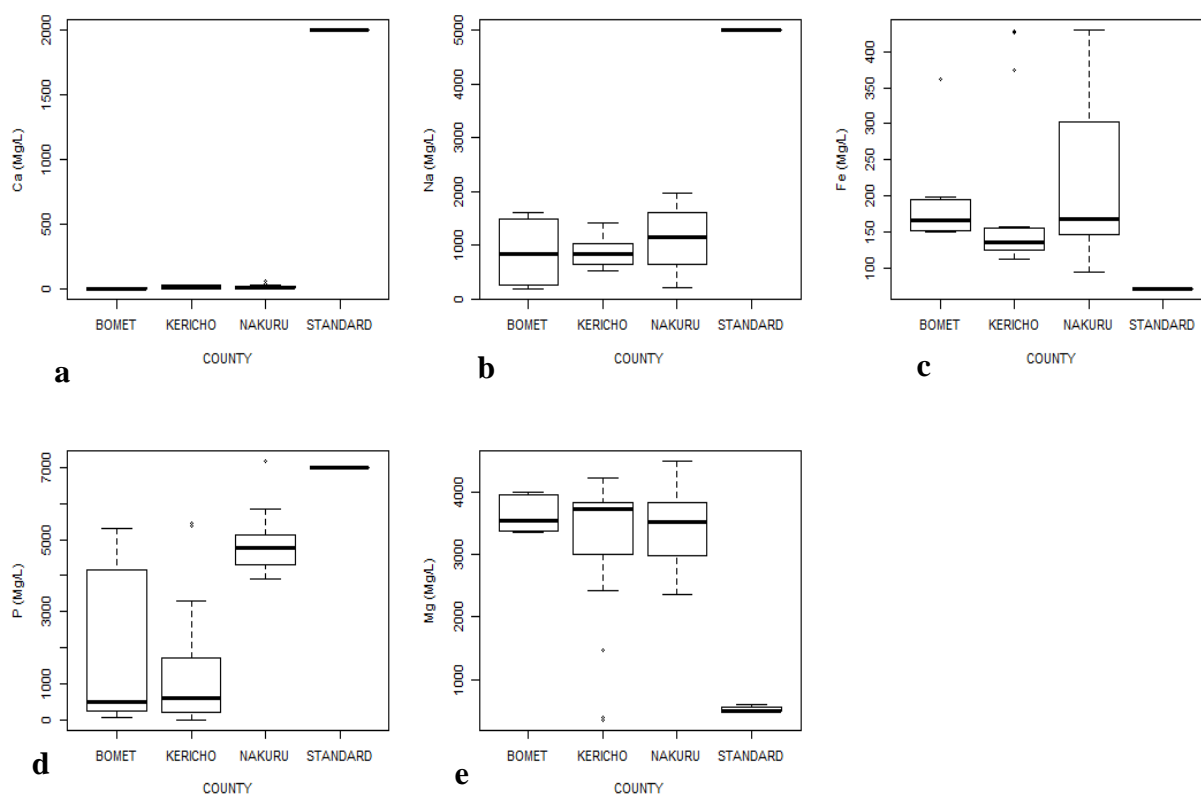 Ca (Mg/L)
0
500
1000
1500
2000
BOMET KERICHO NAKURU STANDARD
COUNTY
a
Na (Mg/L)
0
1000
2000
3000
4000
5000
BOMET KERICHO NAKURU STANDARD
COUNTY
b
Fe (Mg/L)
100
150
200
250
300
350
400
BOMET KERICHO NAKURU STANDARD
COUNTY
c
P (Mg/L)
0
1000
3000
5000
7000
BOMET KERICHO NAKURU STANDARD
COUNTY
d
Mg (Mg/L)
1000
2000
3000
4000
BOMET KERICHO NAKURU STANDARD
COUNTY
e